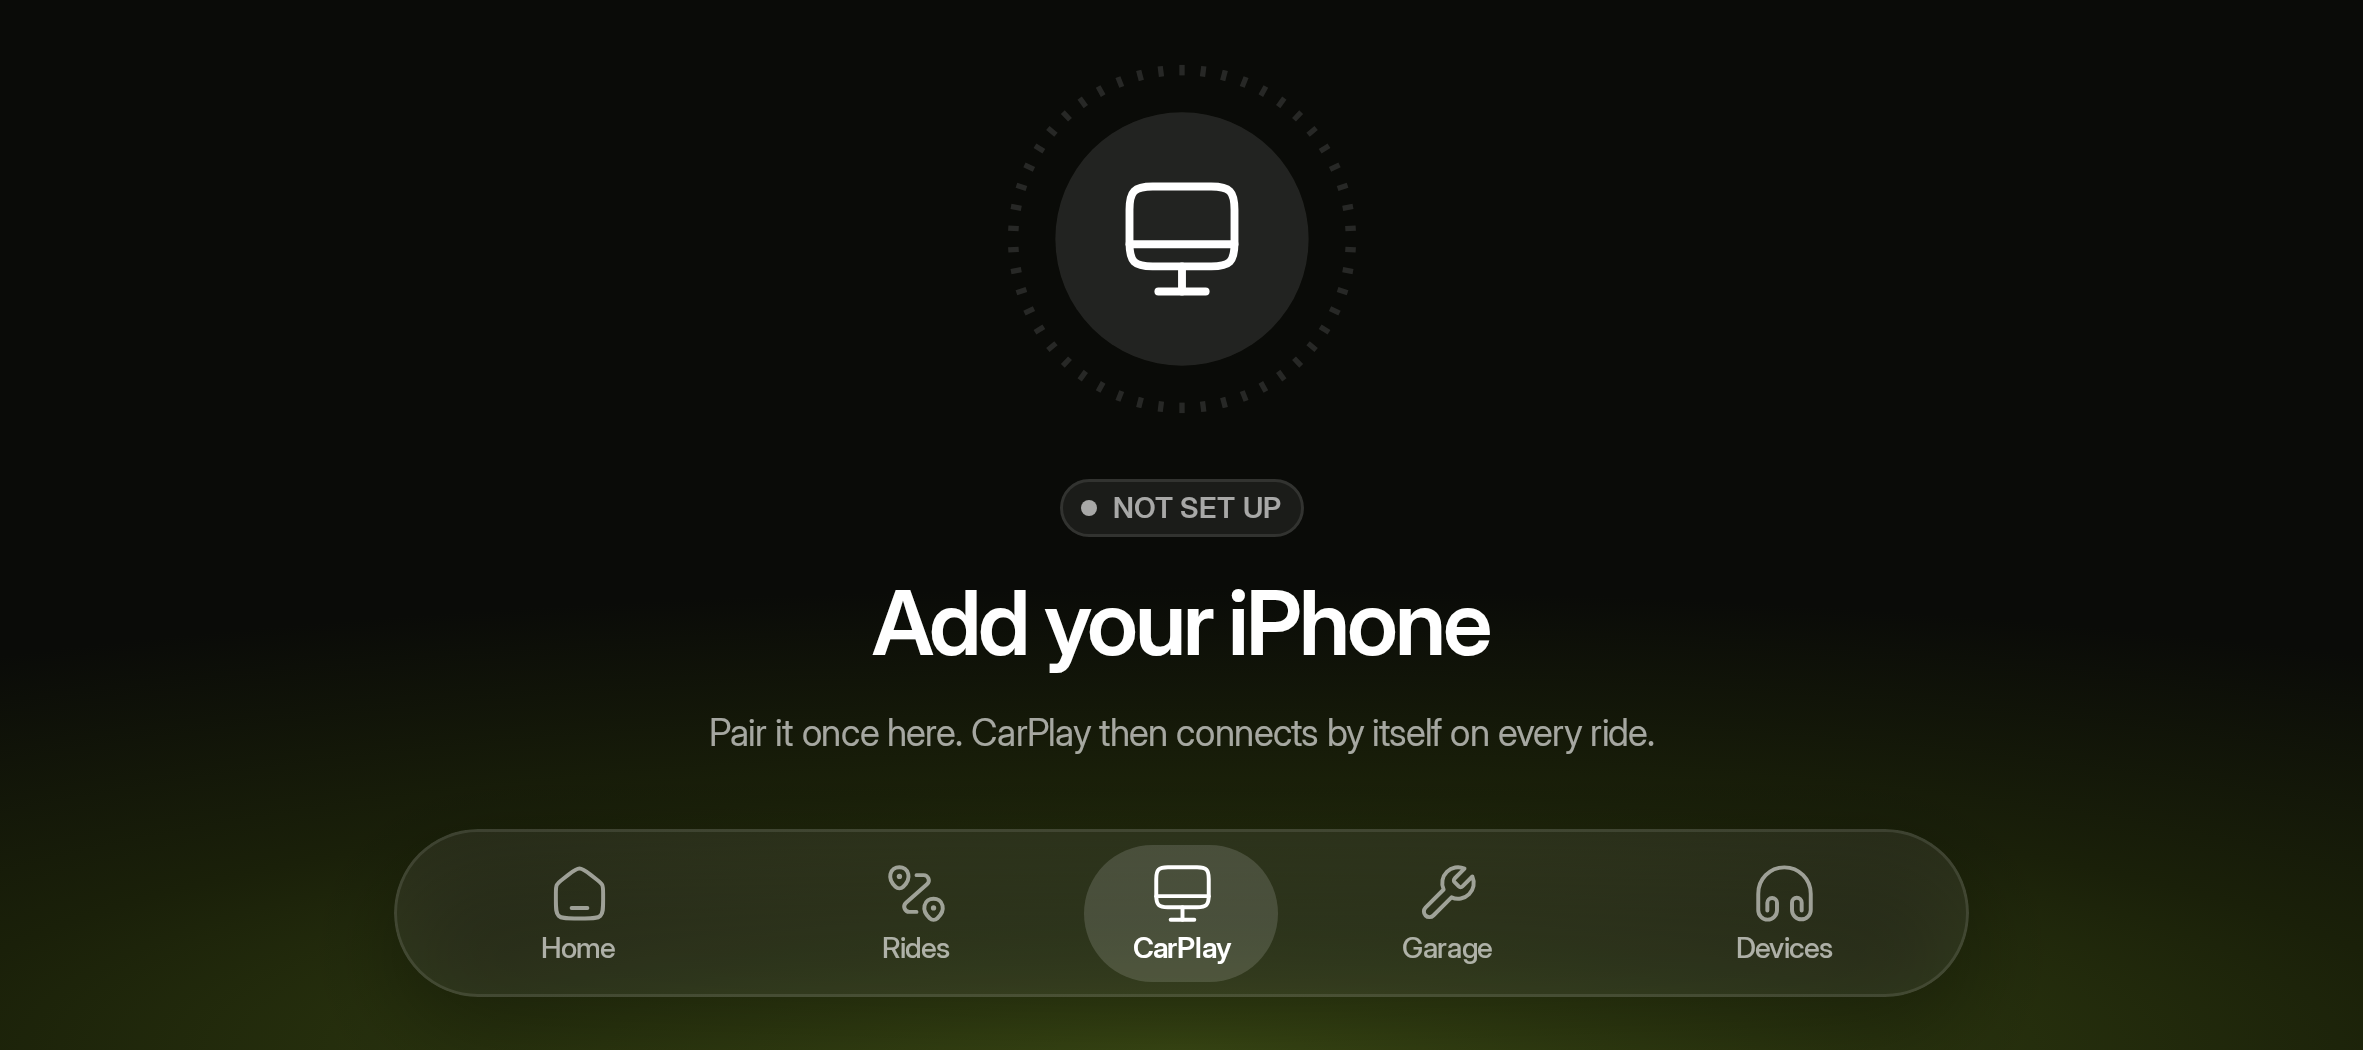 NOT SET UP
Add your iPhone
Pair it once here. CarPlay then connects by itself on every ride.
Home Rides CarPlay Garage Devices